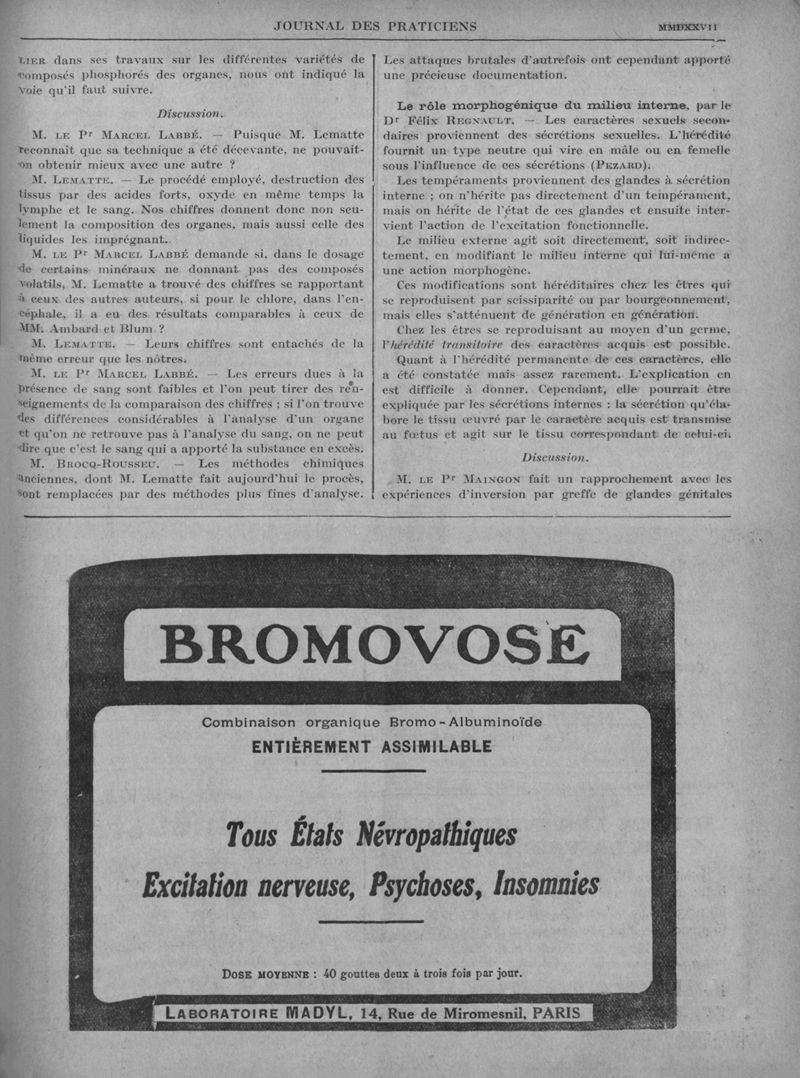 JOURNAL DES PRATICIENS
MMDXXVII
LIER dans ses travaux sur les différentes variétés de
composés phosphorés des organes, nous ont indiqué la
voie qu'il faut suivre.
Discussion.
M. LE Pr MARCEL LABBÉ. — Puisque M. Lematte
reconnaît que sa technique a été décevante, ne pouvait-
on obtenir mieux avec une autre ?
M. LEMATTE. — Le procédé employé, destruction des
tissus par des acides forts, oxyde en même temps la
lymphe et le sang. Nos chiffres donnent donc non seu-
lement la composition des organes, mais aussi celle des
liquides les imprégnant.
M. LE Pr MARCEL LABBÉ demande si, dans le dosage
de certains minéraux ne donnant pas des composés
volatils, M. Lematte a trouvé des chiffres se rapportant
à ceux des autres auteurs, si pour le chlore, dans l'en-
céphale, il a eu des résultats comparables à ceux de
MM. Ambard et Blum ?
M. LEMATTE. — Leurs chiffres sont entachés de la
même erreur que les nôtres.
M. LE Pr MARCEL LABBÉ. — Les erreurs dues à la
présence de sang sont faibles et l'on peut tirer des ren-
seignements de la comparaison des chiffres ; si l'on trouve
des différences considérables à l'analyse d'un organe
et qu'on ne retrouve pas à l'analyse du sang, on ne peut
dire que c'est le sang qui a apporté la substance en excès.
M. BROCQ-ROUSSEU. — Les méthodes chimiques
anciennes, dont M. Lematte fait aujourd'hui le procès,
sont remplacées par des méthodes plus fines d'analyse.
Les attaques brutales d'autrefois ont cependant apporté
une précieuse documentation.
Le rôle morphogénique du milieu interne, par le
Dr Félix REGNAULT. — Les caractères sexuels secon-
daires proviennent des sécrétions sexuelles. L'hérédité
fournit un type neutre qui vire en mâle ou en femelle
sous l'influence de ces sécrétions (PEZARD).
Les tempéraments proviennent des glandes à sécrétion
interne ; on n'hérite pas directement d'un tempérament,
mais on hérite de l'état de ces glandes et ensuite inter-
vient l'action de l'excitation fonctionnelle.
Le milieu externe agit soit directement, soit indirec-
tement, en modifiant le milieu interne qui lui-même a
une action morphogène.
Ces modifications sont héréditaires chez les êtres qui
se reproduisent par scissiparité ou par bourgeonnement,
mais elles s'atténuent de génération en génération.
Chez les êtres se reproduisant au moyen d'un germe,
l'hérédité transitoire des caractères acquis est possible.
Quant à l'hérédité permanente de ces caractères, elle
a été constatée mais assez rarement. L'explication en
est difficile à donner. Cependant, elle pourrait être
expliquée par les sécrétions internes : la sécrétion qu'éla-
bore le tissu œuvré par le caractère acquis est transmise
au fœtus et agit sur le tissu correspondant de celui-ci.
Discussion.
M. LE Pr MAINGON fait un rapprochement avec les
expériences d'inversion par greffe de glandes génitales
BROMOVOSE
Combinaison organique Bromo-Albuminoïde
ENTIÈREMENT ASSIMILABLE
Tous États Névropathiques
Excitation nerveuse, Psychoses, Insomnies
DOSE MOYENNE : 40 gouttes deux à trois fois par jour.
LABORATOIRE MADYL, 14, Rue de Miromesnil, PARIS